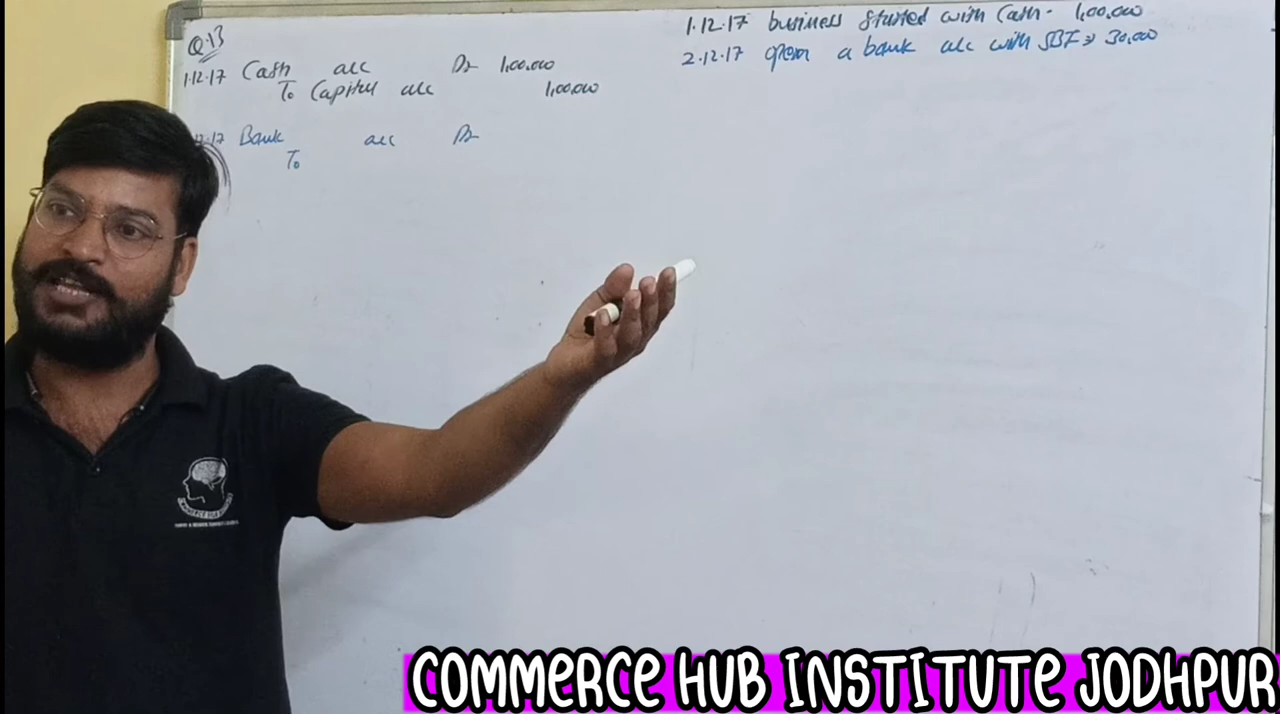 Q.13
1.12.17 Cash a/c Dr 1,00,000
To Capital a/c 1,00,000
12.17 Bank a/c Dr
To
1.12.17 business started with Cash - 1,00,000
2.12.17 open a bank a/c with SBI 30,000
COMMERCE HUB INSTITUTE JODHPUR